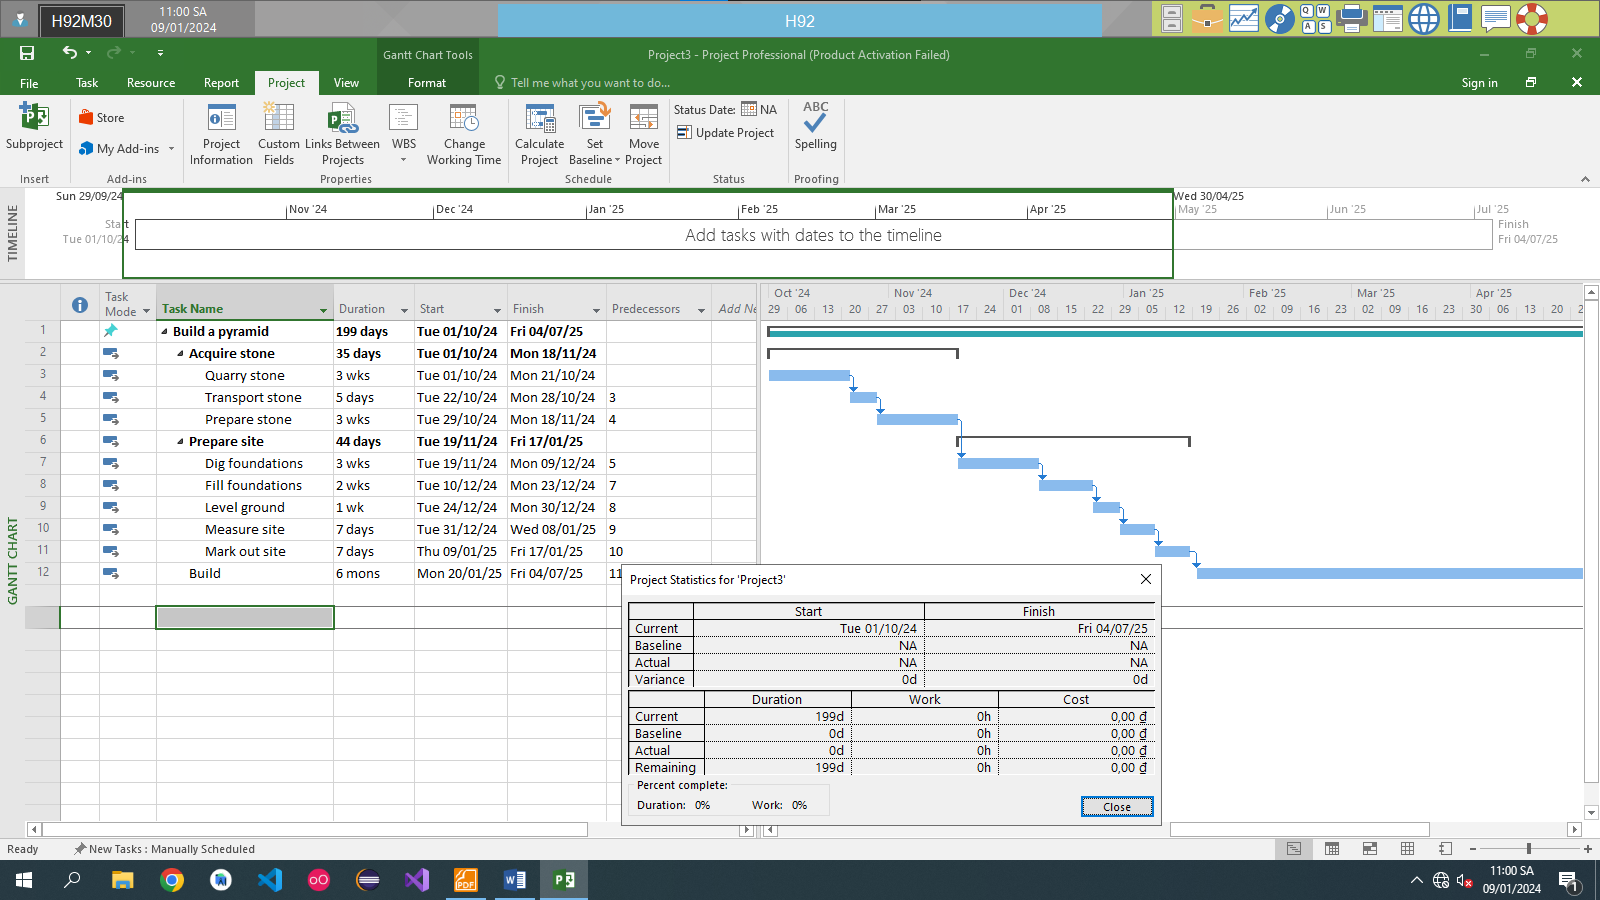 H92M30
11:00 SA
09/01/2024
H92
Q W
A S
Gantt Chart Tools
Project3 - Project Professional (Product Activation Failed)
File
Task
Resource
Report
Project
View
Format
Tell me what you want to do...
Sign in
Subproject
Insert
Store
My Add-ins
Add-ins
Project
Information
Custom
Fields
Links Between
Projects
WBS
Change
Working Time
Properties
Calculate
Project
Set
Baseline
Move
Project
Schedule
Status Date: NA
Update Project
Status
ABC
Spelling
Proofing
TIMELINE
Sun 29/09/24
Wed 30/04/25
Nov '24
Dec '24
Jan '25
Feb '25
Mar '25
Apr '25
May '25
Jun '25
Jul '25
Start
Tue 01/10/24
Add tasks with dates to the timeline
Finish
Fri 04/07/25
GANTT CHART
Task
Mode
Task Name
Duration
Start
Finish
Predecessors
Add Ne
1 Build a pyramid 199 days Tue 01/10/24 Fri 04/07/25
2 Acquire stone 35 days Tue 01/10/24 Mon 18/11/24
3 Quarry stone 3 wks Tue 01/10/24 Mon 21/10/24
4 Transport stone 5 days Tue 22/10/24 Mon 28/10/24 3
5 Prepare stone 3 wks Tue 29/10/24 Mon 18/11/24 4
6 Prepare site 44 days Tue 19/11/24 Fri 17/01/25
7 Dig foundations 3 wks Tue 19/11/24 Mon 09/12/24 5
8 Fill foundations 2 wks Tue 10/12/24 Mon 23/12/24 7
9 Level ground 1 wk Tue 24/12/24 Mon 30/12/24 8
10 Measure site 7 days Tue 31/12/24 Wed 08/01/25 9
11 Mark out site 7 days Thu 09/01/25 Fri 17/01/25 10
12 Build 6 mons Mon 20/01/25 Fri 04/07/25 11
Oct '24 Nov '24 Dec '24 Jan '25 Feb '25 Mar '25 Apr '25
29 06 13 20 27 03 10 17 24 01 08 15 22 29 05 12 19 26 02 09 16 23 02 09 16 23 30 06 13 20 2
Project Statistics for 'Project3'
Start Finish
Current Tue 01/10/24 Fri 04/07/25
Baseline NA NA
Actual NA NA
Variance 0d 0d
Duration Work Cost
Current 199d 0h 0,00 ₫
Baseline 0d 0h 0,00 ₫
Actual 0d 0h 0,00 ₫
Remaining 199d 0h 0,00 ₫
Percent complete:
Duration: 0% Work: 0%
Close
Ready
New Tasks : Manually Scheduled
PDF
11:00 SA
09/01/2024
1